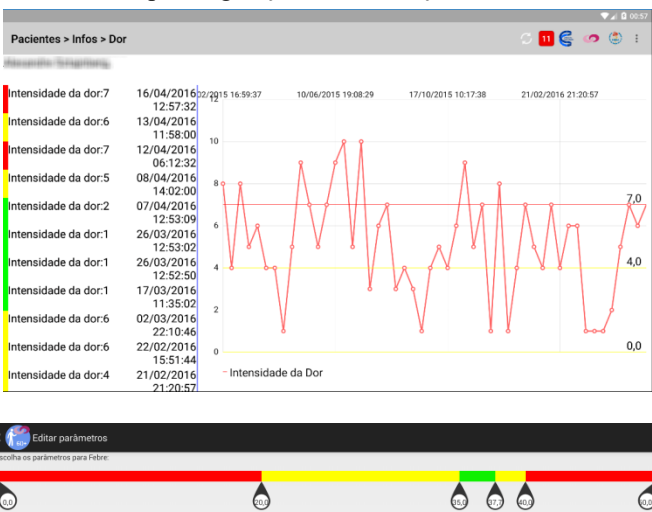 00:57
Pacientes > Infos > Dor
11
Intensidade da dor:7 16/04/2016
12:57:32
Intensidade da dor:6 13/04/2016
11:58:00
Intensidade da dor:7 12/04/2016
06:12:32
Intensidade da dor:5 08/04/2016
14:02:00
Intensidade da dor:2 07/04/2016
12:53:09
Intensidade da dor:1 26/03/2016
12:53:02
Intensidade da dor:1 26/03/2016
12:52:50
Intensidade da dor:1 17/03/2016
11:35:02
Intensidade da dor:6 02/03/2016
22:10:46
Intensidade da dor:6 22/02/2016
15:51:44
Intensidade da dor:4 21/02/2016
21:20:57
02/2015 16:59:37 10/06/2015 19:08:29 17/10/2015 10:17:38 21/02/2016 21:20:57
12
10
8
7,0
6
4
4,0
2
0
0,0
Intensidade da Dor
60+ Editar parâmetros
scolha os parâmetros para Febre:
0,0 20,0 35,0 37,7 40,0